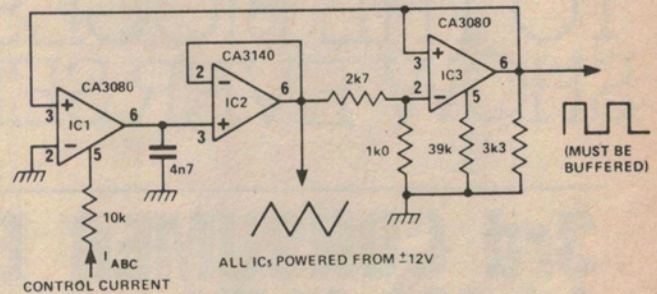 CA3080
3
+
6
IC3
2
−
5
CA3140
2
−
6
IC2
3
+
2k7
CA3080
3
+
6
IC1
2
−
5
4n7
1k0
39k
3k3
(MUST BE
BUFFERED)
10k
I ABC
CONTROL CURRENT
ALL ICs POWERED FROM ±12V